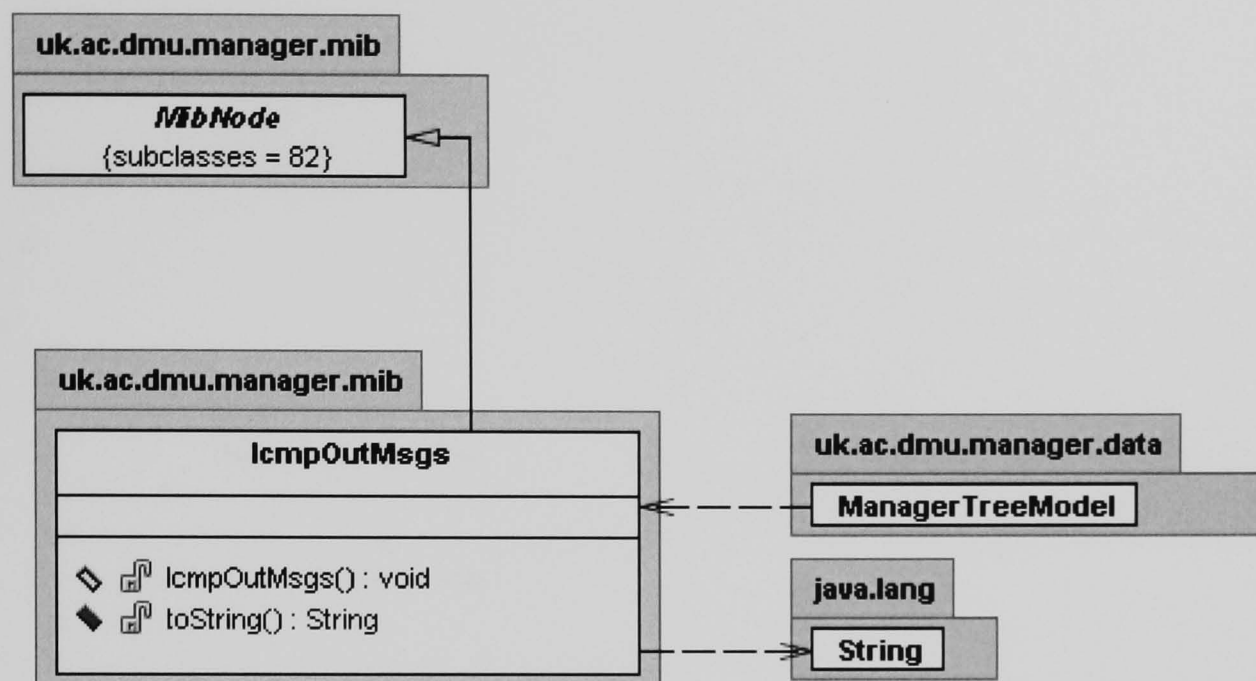 uk.ac.dmu.manager.mib
MibNode
{subclasses = 82}
uk.ac.dmu.manager.mib
IcmpOutMsgs
uk.ac.dmu.manager.data
ManagerTreeModel
IcmpOutMsgs() : void
toString() : String
java.lang
String